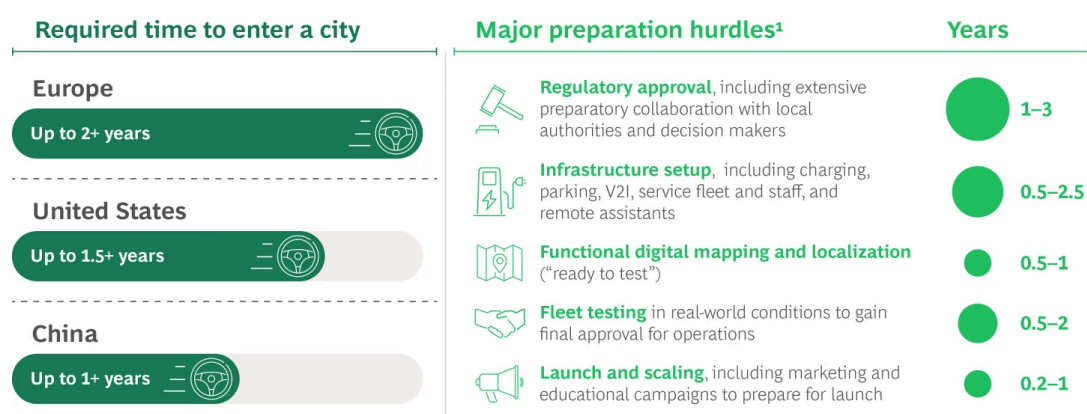 Required time to enter a city
Europe
Up to 2+ years
United States
Up to 1.5+ years
China
Up to 1+ years
Major preparation hurdles¹
Years
Regulatory approval, including extensive
preparatory collaboration with local
authorities and decision makers
1–3
Infrastructure setup, including charging,
parking, V2I, service fleet and staff, and
remote assistants
0.5–2.5
Functional digital mapping and localization
(“ready to test”)
0.5–1
Fleet testing in real-world conditions to gain
final approval for operations
0.5–2
Launch and scaling, including marketing and
educational campaigns to prepare for launch
0.2–1